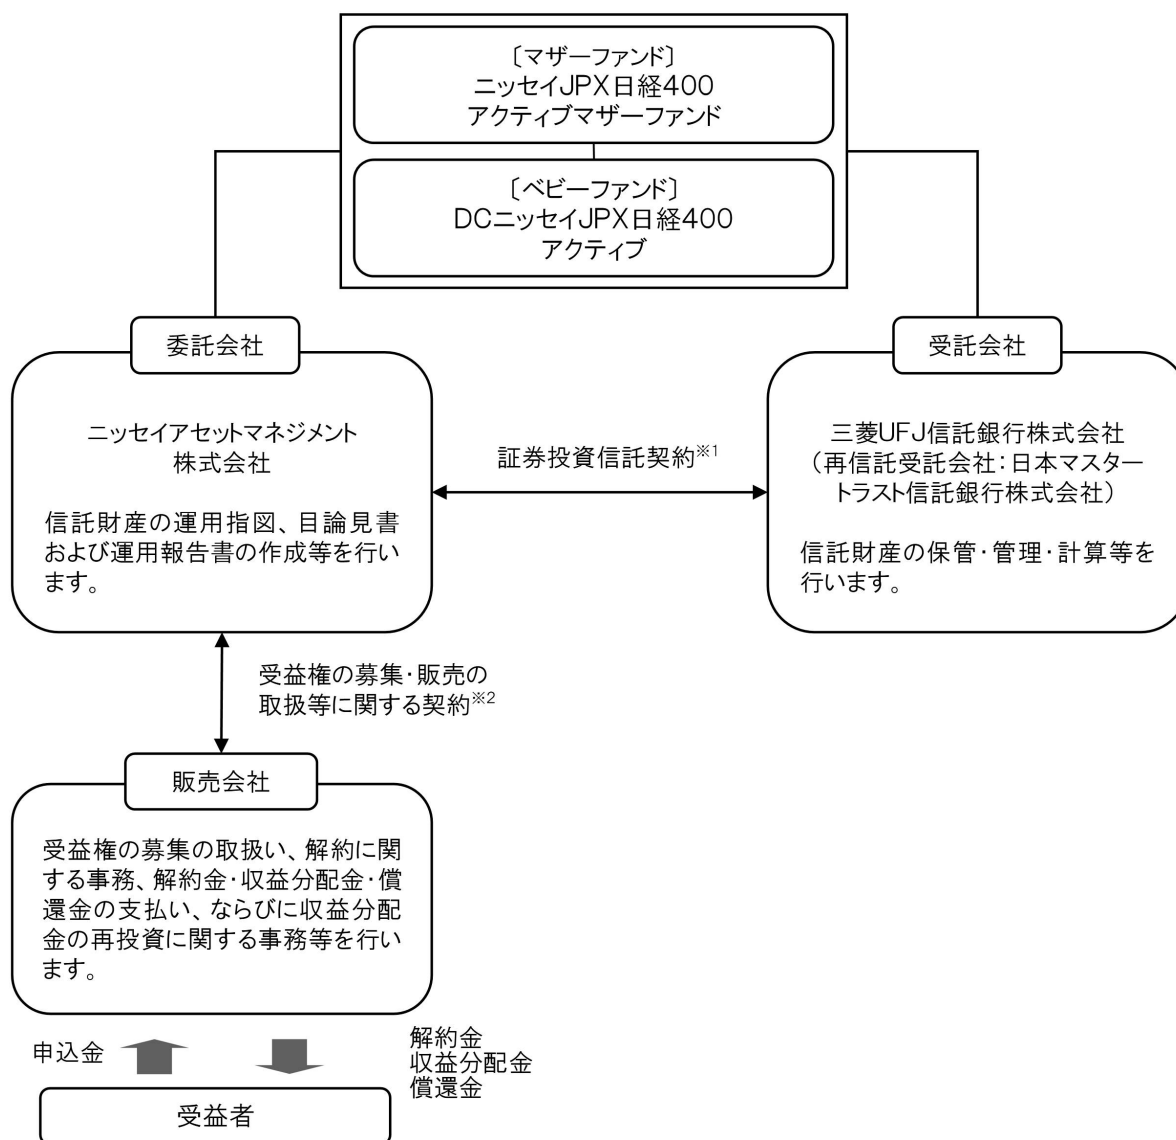 〔マザーファンド〕
ニッセイJPX日経400
アクティブマザーファンド
〔ベビーファンド〕
DCニッセイJPX日経400
アクティブ
委託会社
ニッセイアセットマネジメント
株式会社
信託財産の運用指図、目論見書
および運用報告書の作成等を行い
ます。
証券投資信託契約※1
受託会社
三菱UFJ信託銀行株式会社
（再信託受託会社：日本マスター
トラスト信託銀行株式会社）
信託財産の保管・管理・計算等を
行います。
受益権の募集・販売の
取扱等に関する契約※2
販売会社
受益権の募集の取扱い、解約に関
する事務、解約金・収益分配金・償
還金の支払い、ならびに収益分配
金の再投資に関する事務等を行い
ます。
申込金
解約金
収益分配金
償還金
受益者